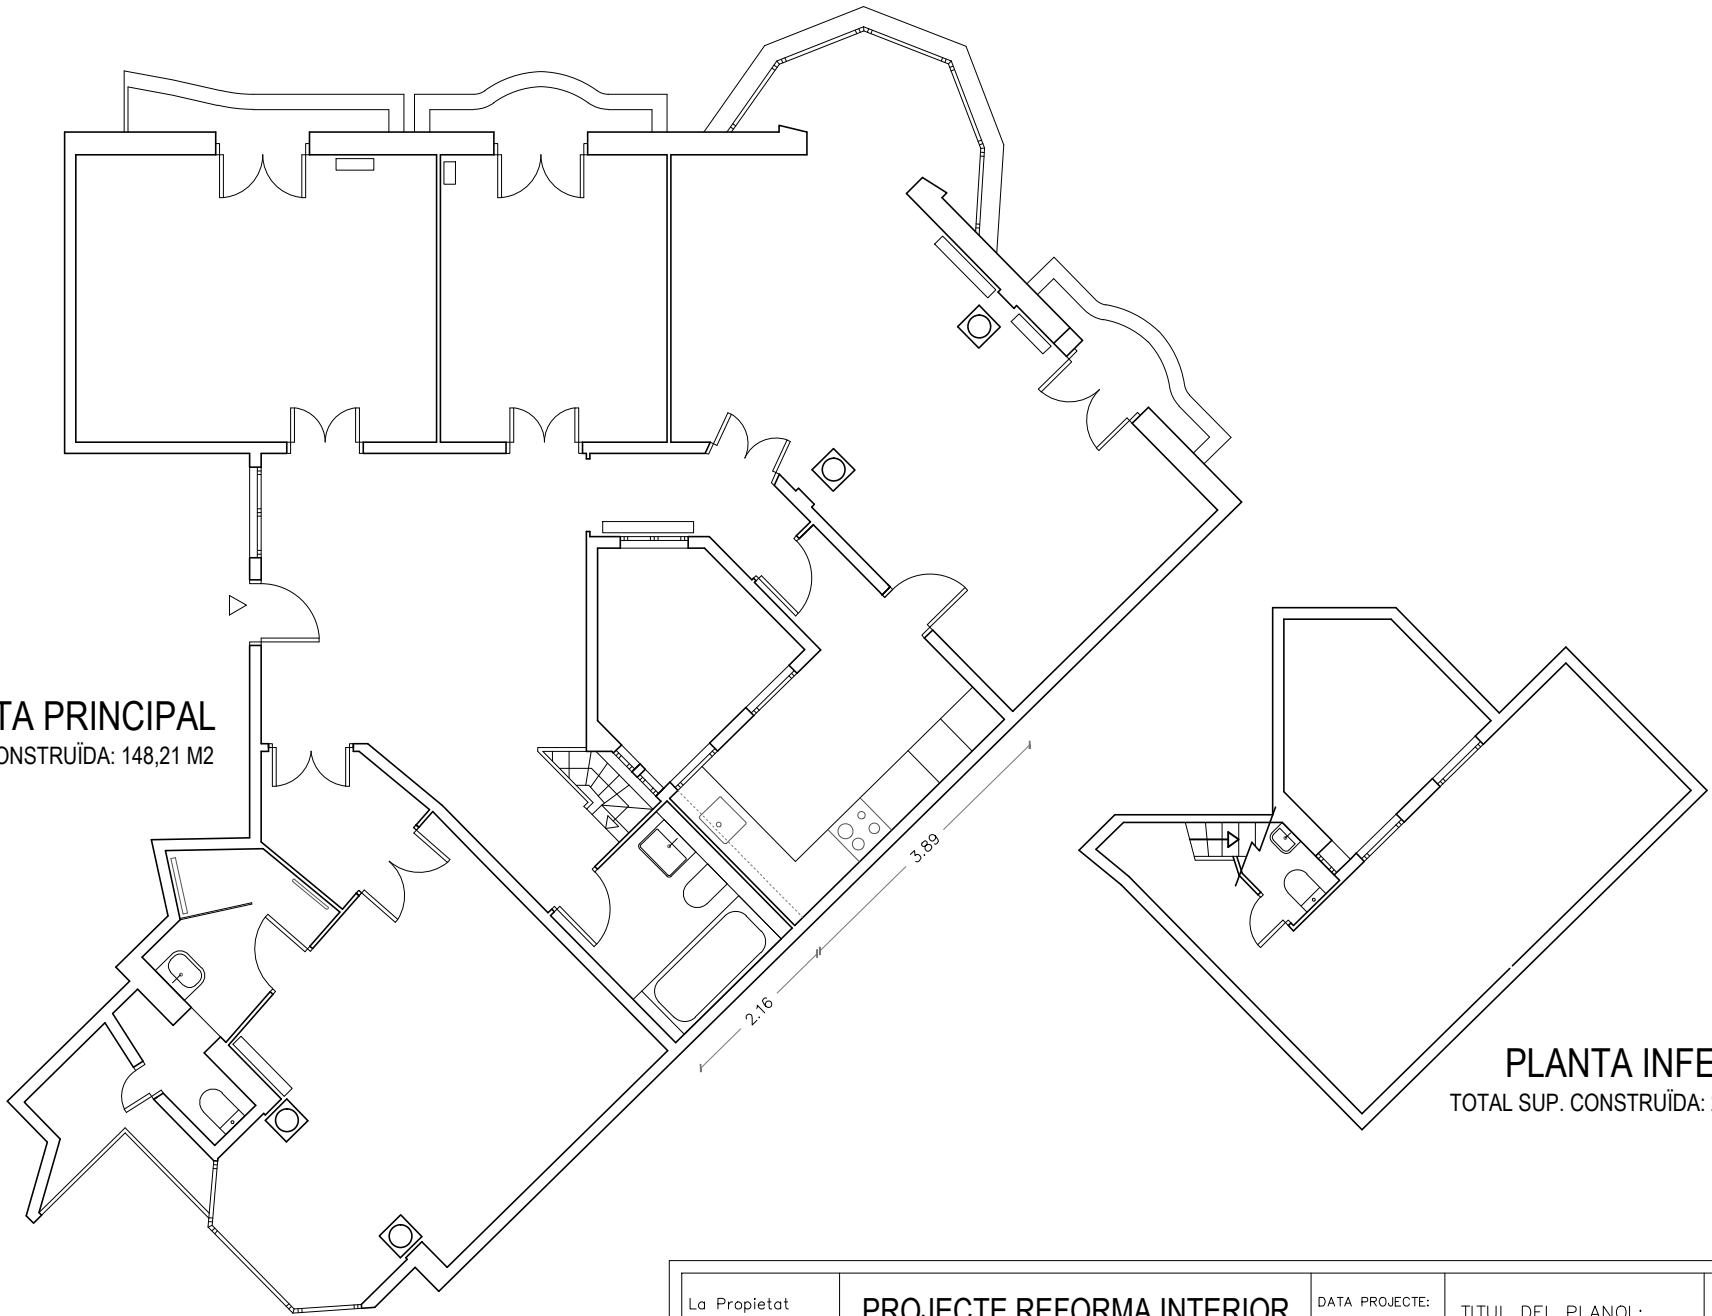 TA PRINCIPAL
ONSTRUÏDA: 148,21 M2
3.89
2.16
PLANTA INFE
TOTAL SUP. CONSTRUÏDA:
La Propietat
PROJECTE REFORMA INTERIOR
DATA PROJECTE:
TITUL DEL PLANOL: